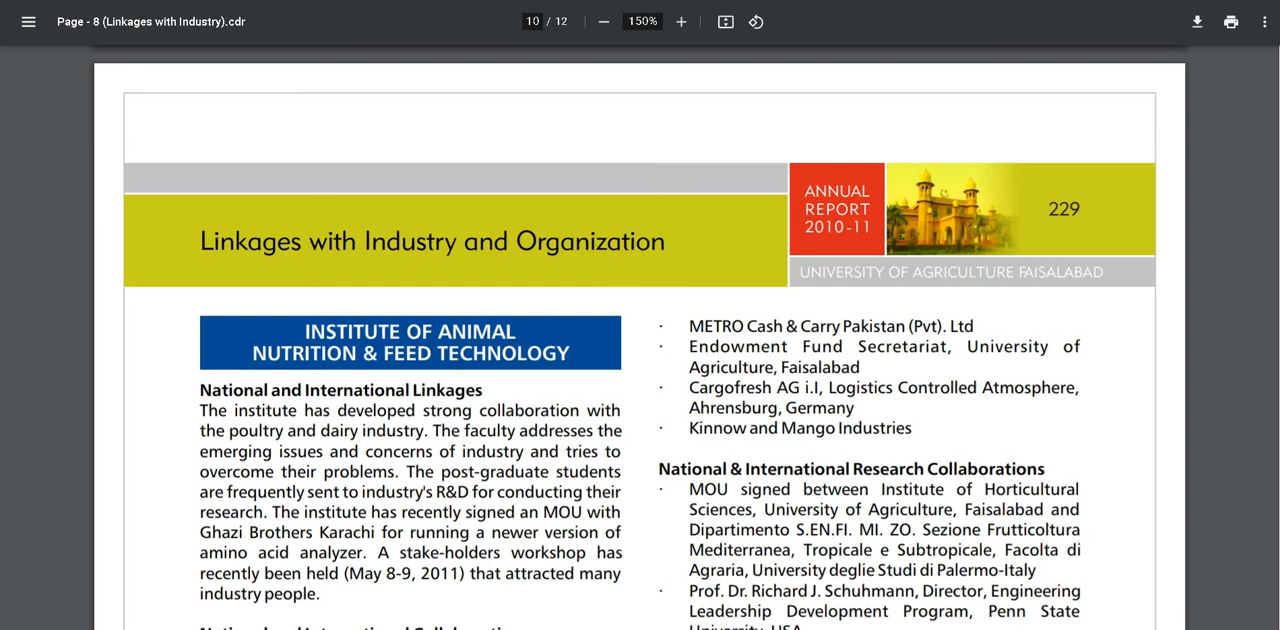 Page - 8 (Linkages with Industry).cdr
10 / 12
150%
Linkages with Industry and Organization
ANNUAL
REPORT
2010-11
229
UNIVERSITY OF AGRICULTURE FAISALABAD
INSTITUTE OF ANIMAL
NUTRITION & FEED TECHNOLOGY
National and International Linkages
The institute has developed strong collaboration with
the poultry and dairy industry. The faculty addresses the
emerging issues and concerns of industry and tries to
overcome their problems. The post-graduate students
are frequently sent to industry's R&D for conducting their
research. The institute has recently signed an MOU with
Ghazi Brothers Karachi for running a newer version of
amino acid analyzer. A stake-holders workshop has
recently been held (May 8-9, 2011) that attracted many
industry people.
· METRO Cash & Carry Pakistan (Pvt). Ltd
· Endowment Fund Secretariat, University of
Agriculture, Faisalabad
· Cargofresh AG i.I, Logistics Controlled Atmosphere,
Ahrensburg, Germany
· Kinnow and Mango Industries
National & International Research Collaborations
· MOU signed between Institute of Horticultural
Sciences, University of Agriculture, Faisalabad and
Dipartimento S.EN.FI. MI. ZO. Sezione Frutticoltura
Mediterranea, Tropicale e Subtropicale, Facolta di
Agraria, University deglie Studi di Palermo-Italy
· Prof. Dr. Richard J. Schuhmann, Director, Engineering
Leadership Development Program, Penn State